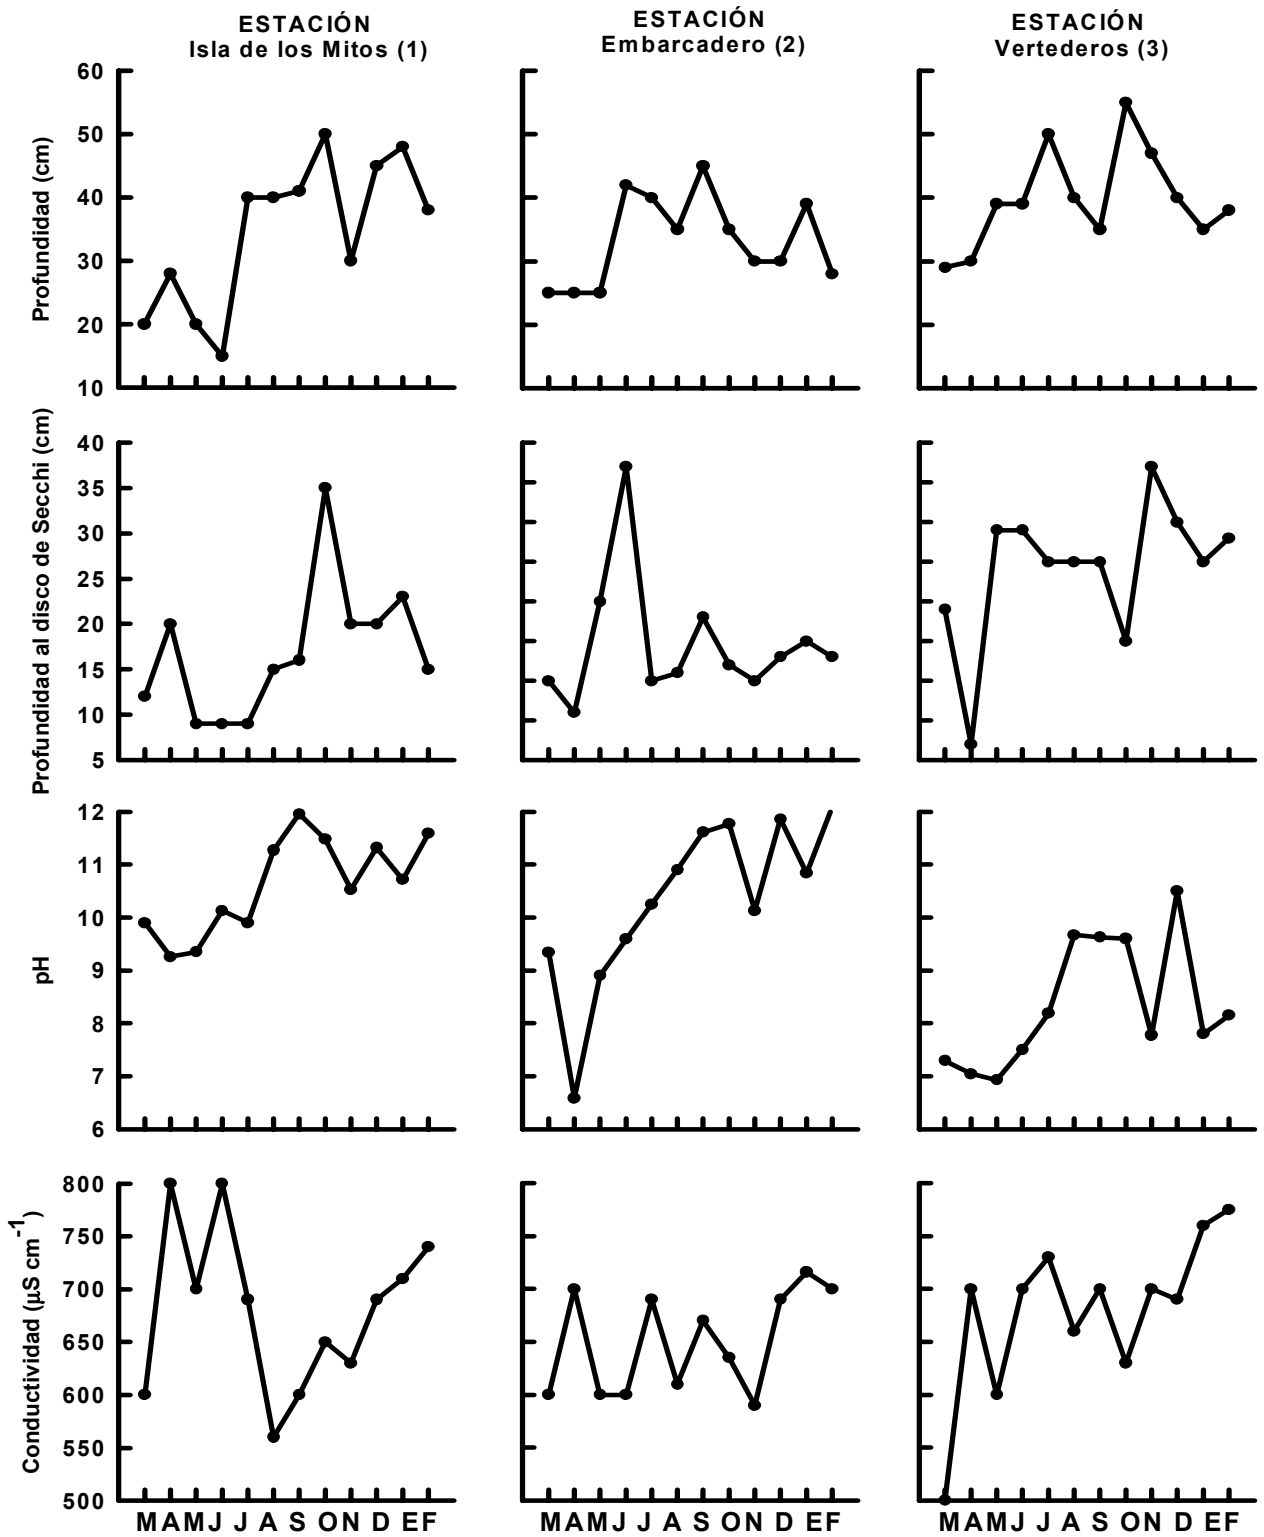 ESTACIÓN
Isla de los Mitos (1)
ESTACIÓN
Embarcadero (2)
ESTACIÓN
Vertederos (3)
Profundidad (cm)
60
50
40
30
20
10
Profundidad al disco de Secchi (cm)
40
35
30
25
20
15
10
5
pH
12
11
10
9
8
7
6
Conductividad (µS cm⁻¹)
800
750
700
650
600
550
500
M A M J J A S O N D E F
M A M J J A S O N D E F
M A M J J A S O N D E F